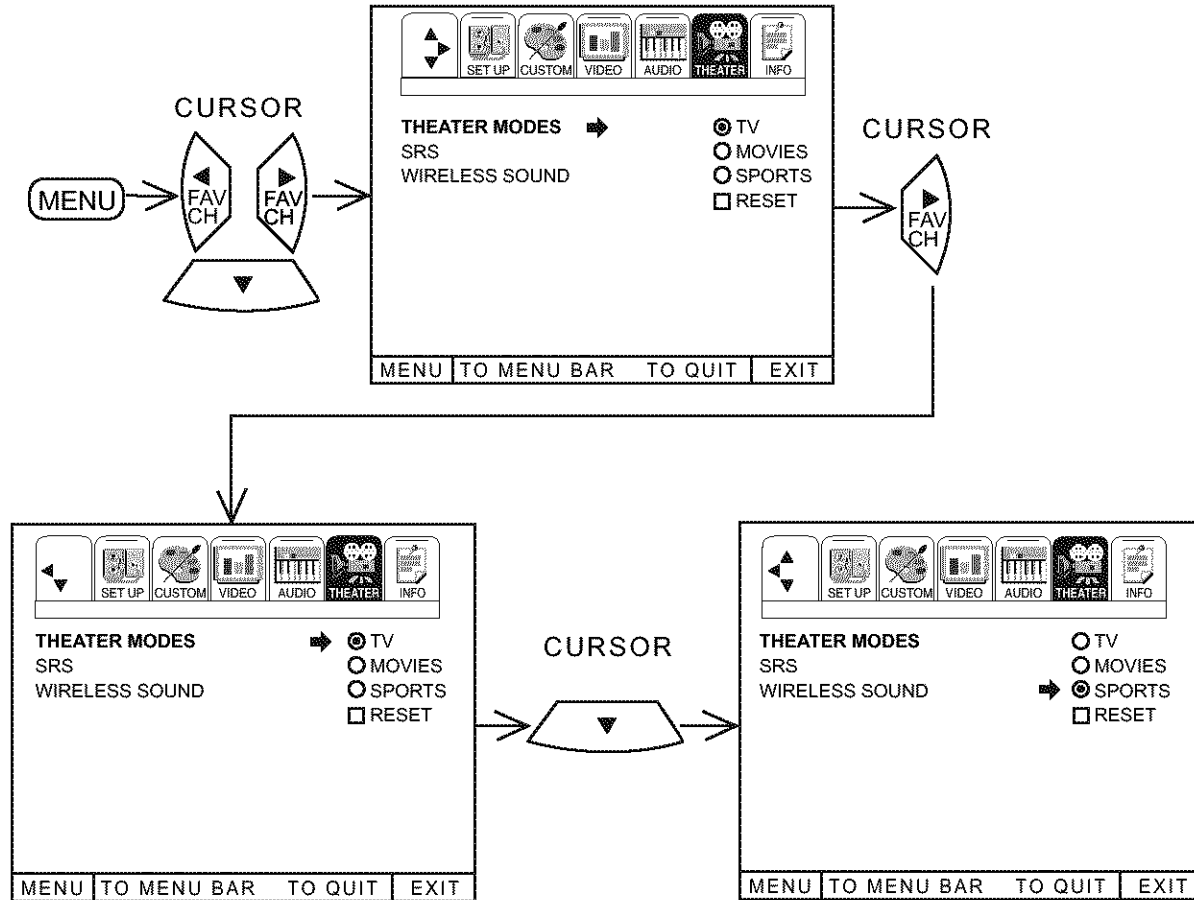 SET UP CUSTOM VIDEO AUDIO THEATER INFO
CURSOR
MENU
FAV CH
FAV CH
THEATER MODES TV
SRS MOVIES
WIRELESS SOUND SPORTS
RESET
MENU TO MENU BAR TO QUIT EXIT
CURSOR
FAV CH
SET UP CUSTOM VIDEO AUDIO THEATER INFO
THEATER MODES TV
SRS MOVIES
WIRELESS SOUND SPORTS
RESET
MENU TO MENU BAR TO QUIT EXIT
CURSOR
SET UP CUSTOM VIDEO AUDIO THEATER INFO
THEATER MODES TV
SRS MOVIES
WIRELESS SOUND SPORTS
RESET
MENU TO MENU BAR TO QUIT EXIT